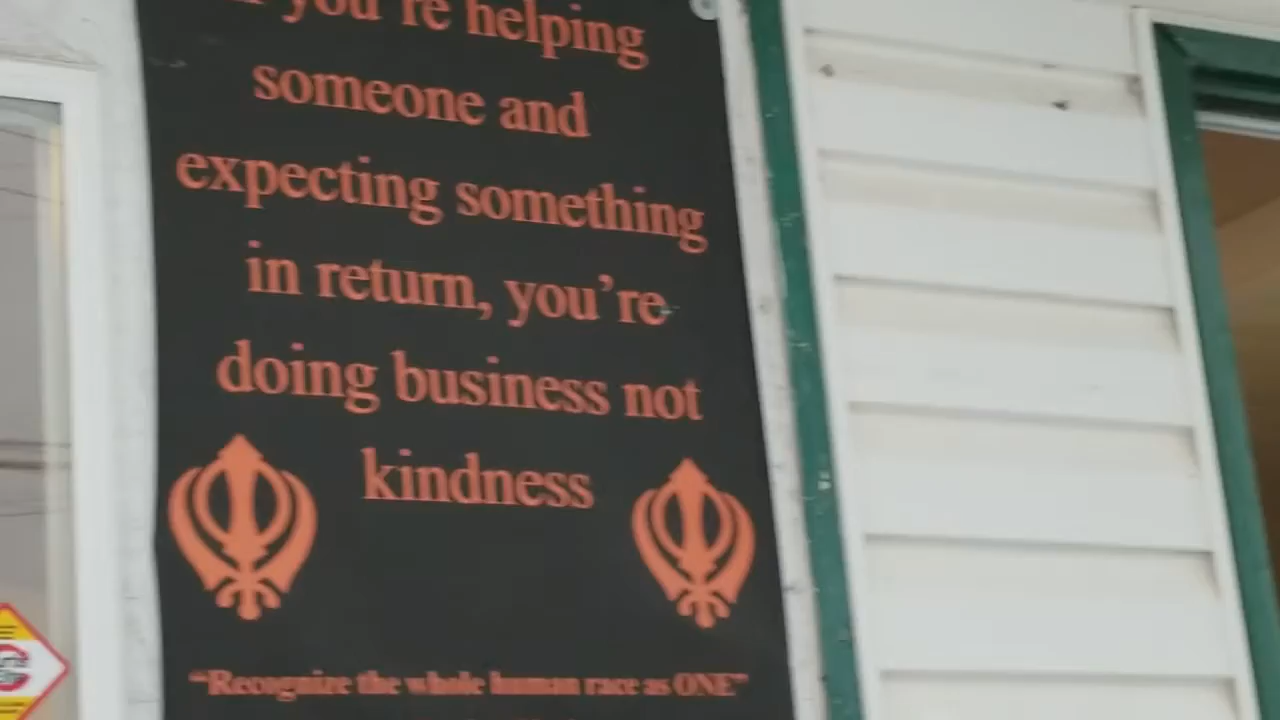 you're helping
someone and
expecting something
in return, you're
doing business not
kindness
"Recognize the whole human race as ONE"